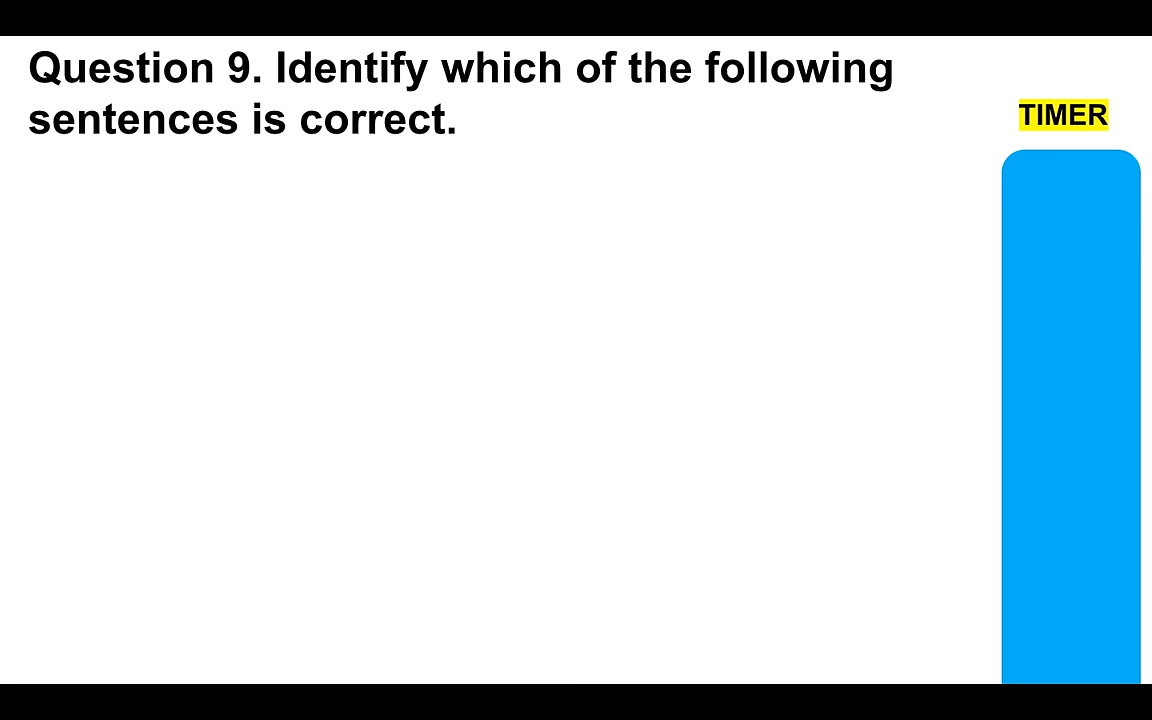 Question 9. Identify which of the following
sentences is correct.
TIMER